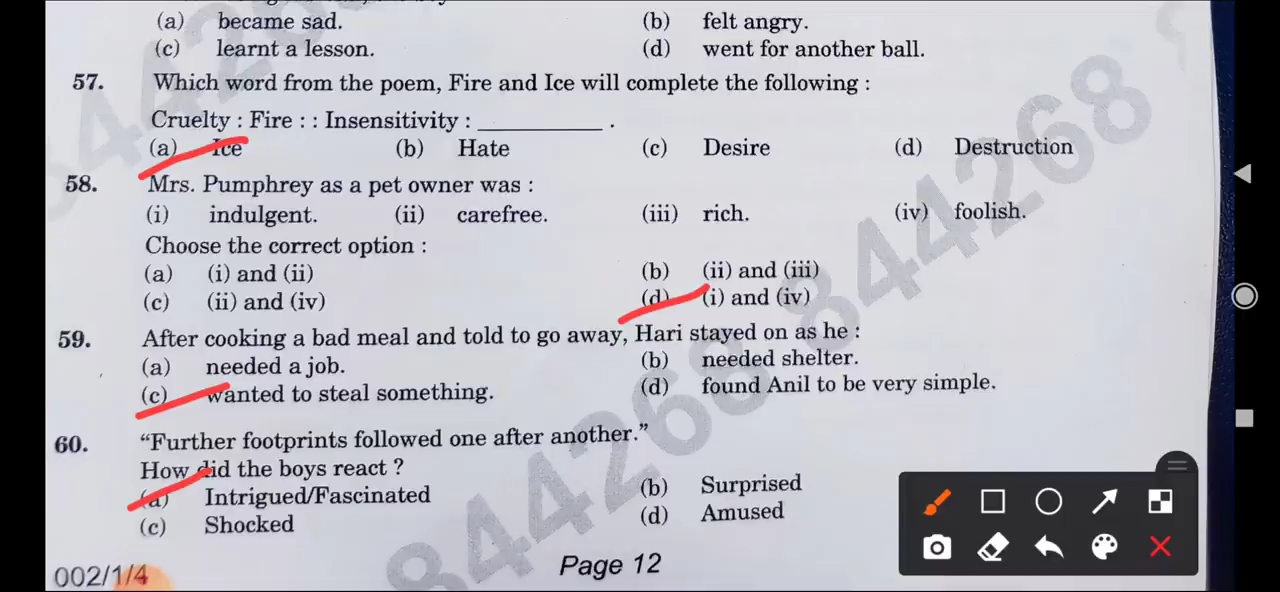 (a) became sad. (b) felt angry.
(c) learnt a lesson. (d) went for another ball.
57. Which word from the poem, Fire and Ice will complete the following :
Cruelty : Fire : : Insensitivity : ____________ .
(a) Ice (b) Hate (c) Desire (d) Destruction
58. Mrs. Pumphrey as a pet owner was :
(i) indulgent. (ii) carefree. (iii) rich. (iv) foolish.
Choose the correct option :
(a) (i) and (ii) (b) (ii) and (iii)
(c) (ii) and (iv) (d) (i) and (iv)
59. After cooking a bad meal and told to go away, Hari stayed on as he :
(a) needed a job. (b) needed shelter.
(c) wanted to steal something. (d) found Anil to be very simple.
60. “Further footprints followed one after another.”
How did the boys react ?
(a) Intrigued/Fascinated (b) Surprised
(c) Shocked (d) Amused
002/1/4 Page 12
844268 844268
844268